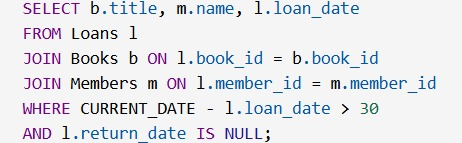 SELECT b.title, m.name, l.loan_date
FROM Loans l
JOIN Books b ON l.book_id = b.book_id
JOIN Members m ON l.member_id = m.member_id
WHERE CURRENT_DATE - l.loan_date > 30
AND l.return_date IS NULL;